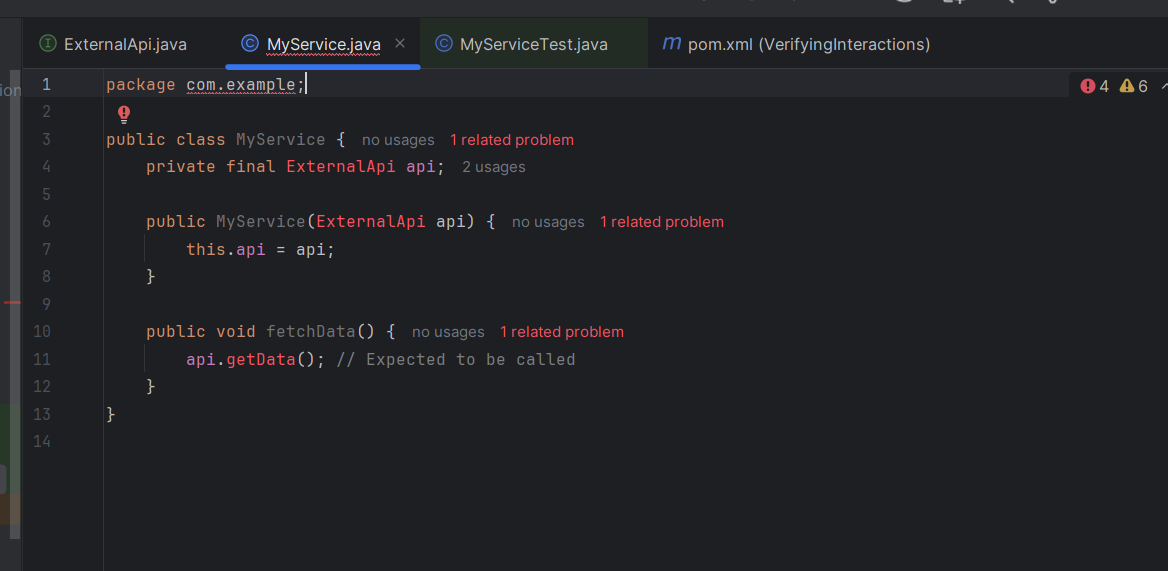 ExternalApi.java MyService.java MyServiceTest.java m pom.xml (VerifyingInteractions)
ion 1 package com.example; 4 6
2
3 public class MyService { no usages 1 related problem
4 private final ExternalApi api; 2 usages
5
6 public MyService(ExternalApi api) { no usages 1 related problem
7 this.api = api;
8 }
9
10 public void fetchData() { no usages 1 related problem
11 api.getData(); // Expected to be called
12 }
13 }
14